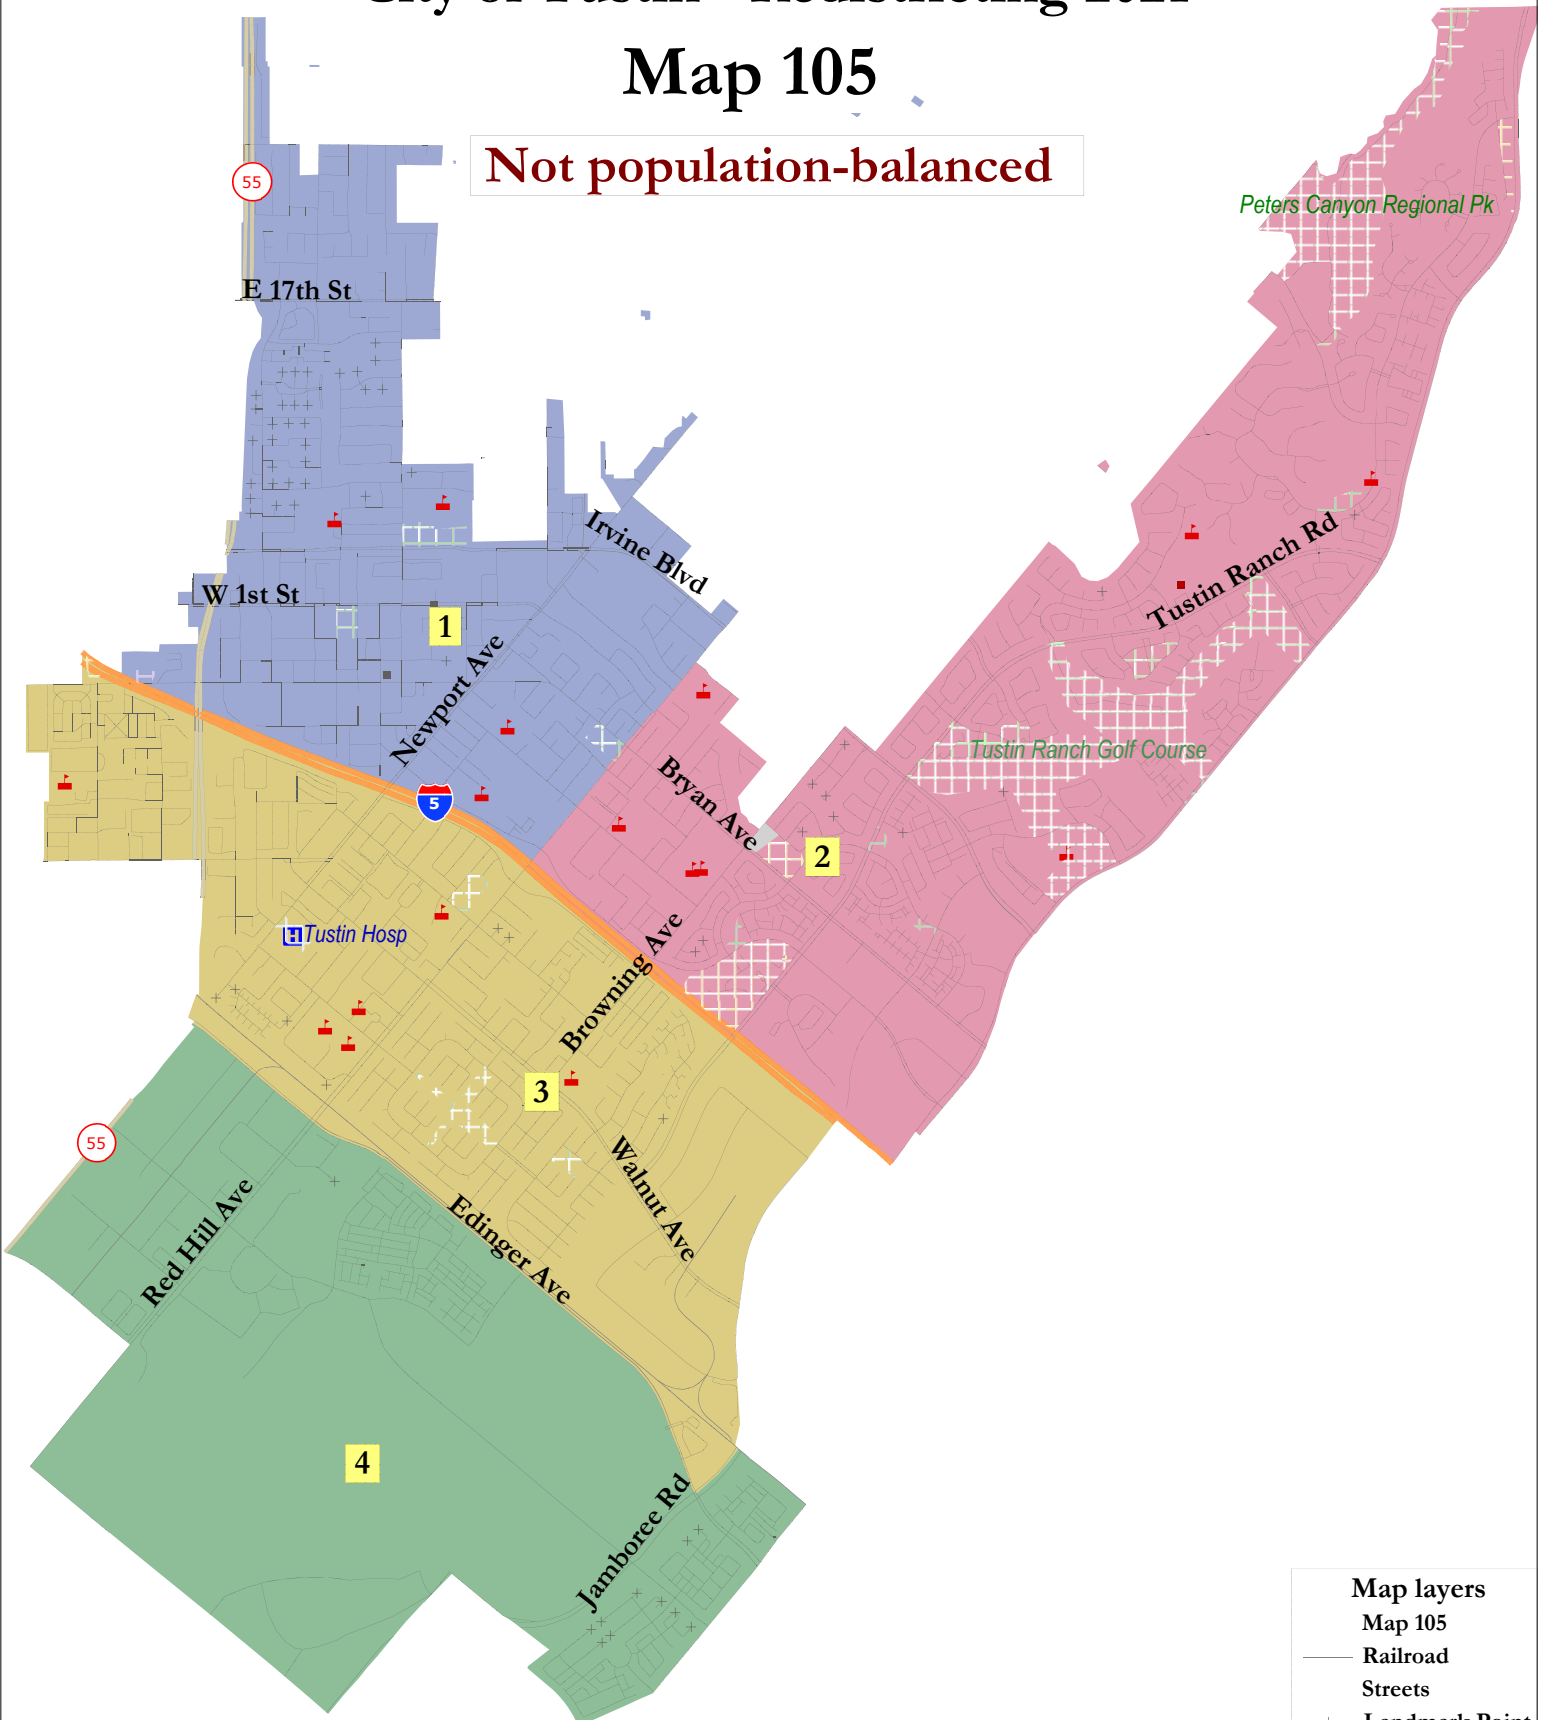 Map 105
Not population-balanced
55
Peters Canyon Regional Pk
E 17th St
Irvine Blvd
Tustin Ranch Rd
W 1st St
1
Newport Ave
Tustin Ranch Golf Course
5
Bryan Ave
2
Tustin Hosp
H
Browning Ave
3
55
Walnut Ave
Red Hill Ave
Edinger Ave
4
Jamboree Rd
Map layers
Map 105
Railroad
Streets
Landmark Point